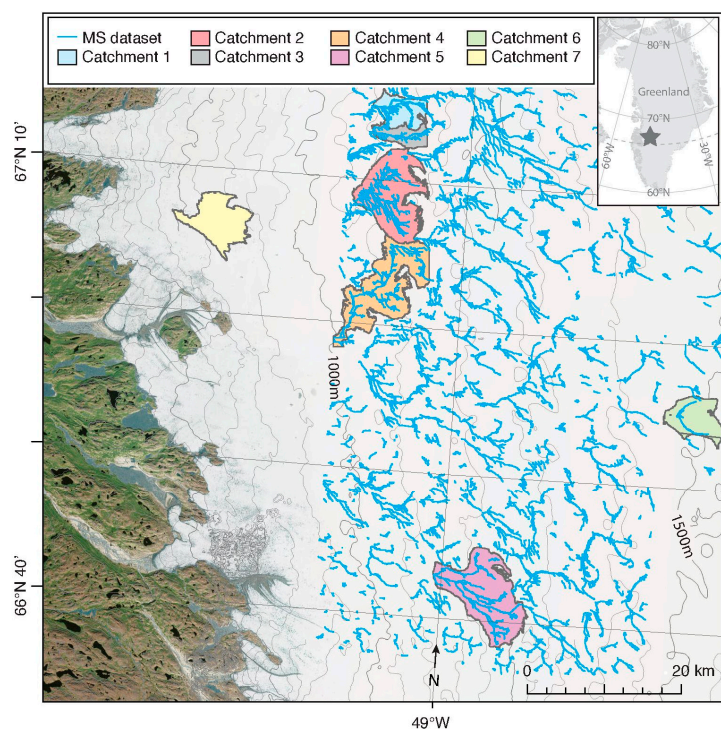 MS dataset
Catchment 1
Catchment 2
Catchment 3
Catchment 4
Catchment 5
Catchment 6
Catchment 7
80°N
Greenland
70°N
60°W
30°W
60°N
67°N 10'
1000m
1500m
66°N 40'
N
0
20 km
49°W